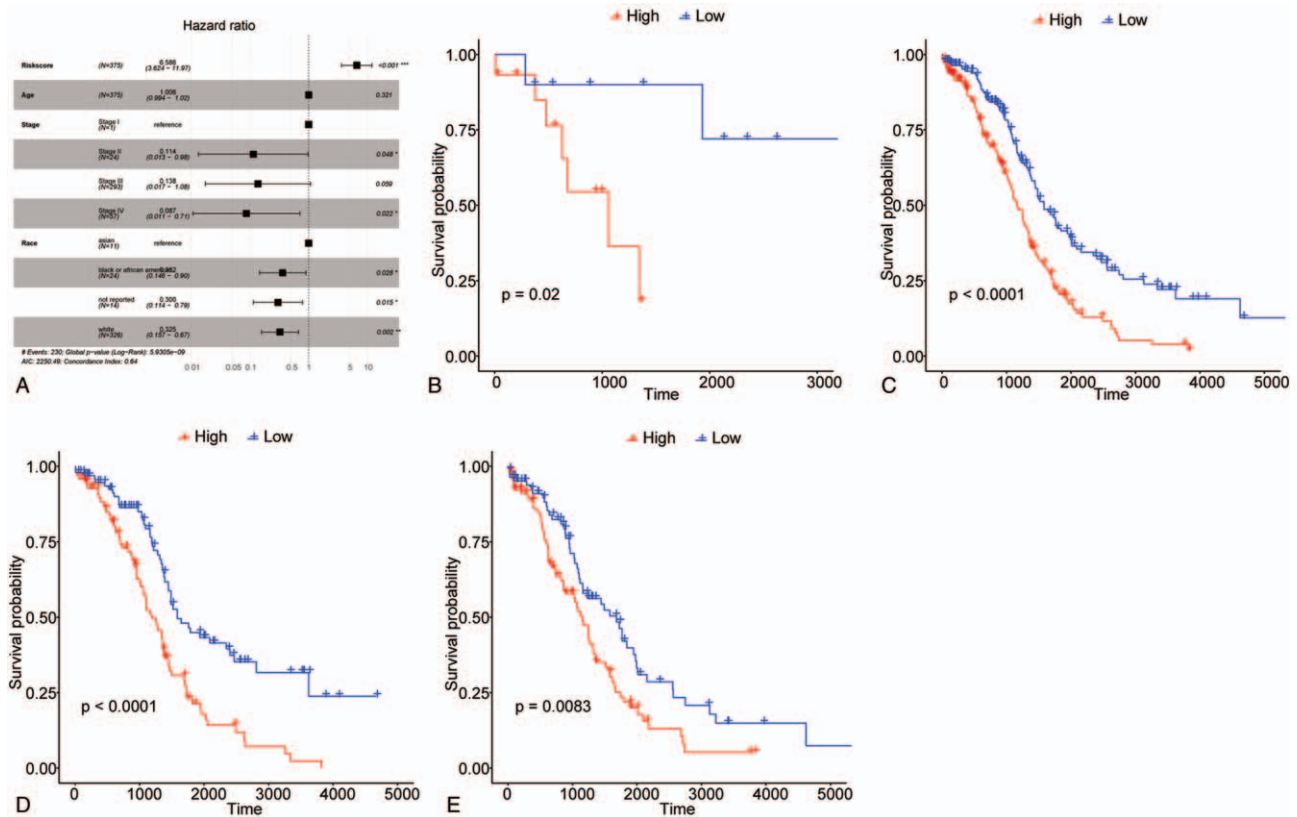 Hazard ratio
Riskscore (N=375) 6.586 <0.001 ***
(3.624 – 11.97)
Age (N=375) 1.008 0.321
(0.994 – 1.02)
Stage Stage I reference
(N=1)
Stage II 0.114 0.048 *
(N=24) (0.013 – 0.98)
Stage III 0.138 0.059
(N=293) (0.017 – 1.08)
Stage IV 0.087 0.022 *
(N=57) (0.011 – 0.71)
Race asian reference
(N=11)
black or african 0.028 *
(N=24) (0.146 – 0.90)
not reported 0.300 0.015 *
(N=14) (0.114 – 0.79)
white 0.325 0.002 **
(N=326) (0.157 – 0.67)
# Events: 230; Global p-value (Log-Rank): 5.9305e-09
AIC: 2250.49; Concordance Index: 0.64
0.01 0.05 0.1 0.5 1 5 10
A
High Low
Survival probability
1.00
0.75
0.50
0.25
0.00
p = 0.02
0 1000 2000 3000
Time
B
High Low
Survival probability
1.00
0.75
0.50
0.25
0.00
p < 0.0001
0 1000 2000 3000 4000 5000
Time
C
High Low
Survival probability
1.00
0.75
0.50
0.25
0.00
p < 0.0001
0 1000 2000 3000 4000 5000
Time
D
High Low
Survival probability
1.00
0.75
0.50
0.25
0.00
p = 0.0083
0 1000 2000 3000 4000 5000
Time
E